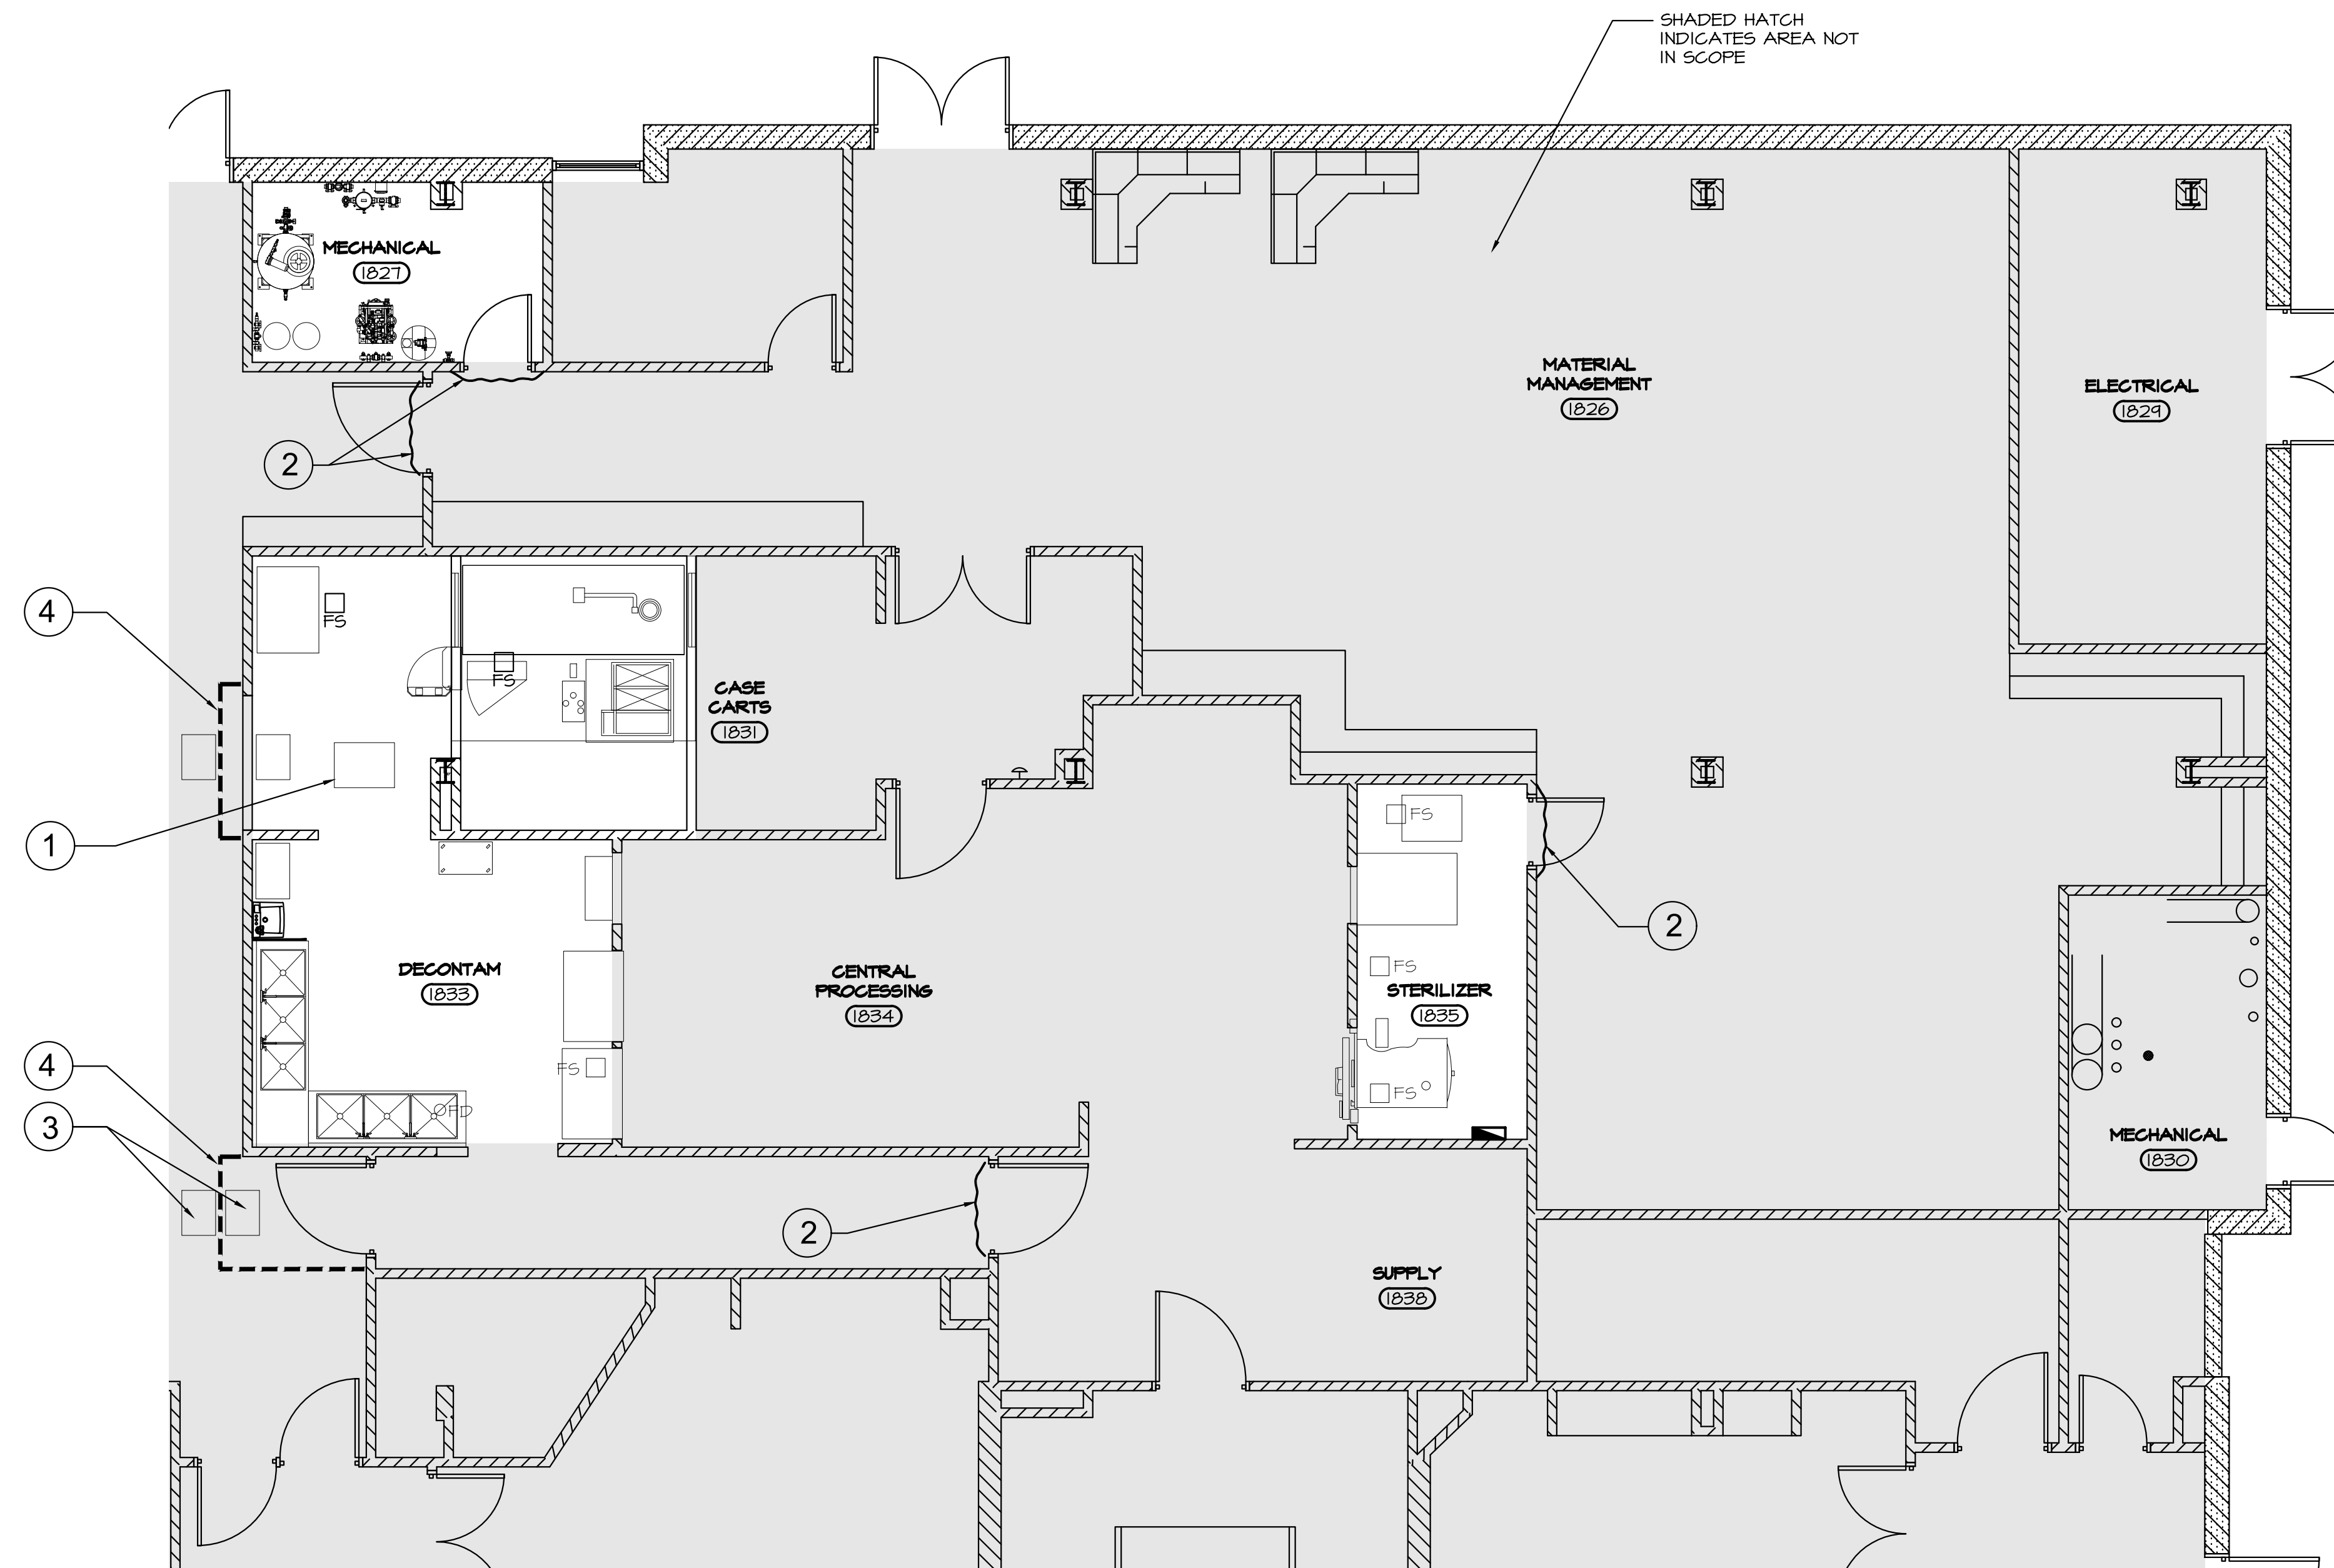 SHADED HATCH
INDICATES AREA NOT
IN SCOPE
MECHANICAL
1827
MATERIAL
MANAGEMENT
1826
ELECTRICAL
1829
2
4
FS
FS
CASE
CARTS
1831
1
FS
2
DECONTAM
1833
CENTRAL
PROCESSING
1834
FS
STERILIZER
1835
4
FS
FS
FD
3
MECHANICAL
1830
2
SUPPLY
1838